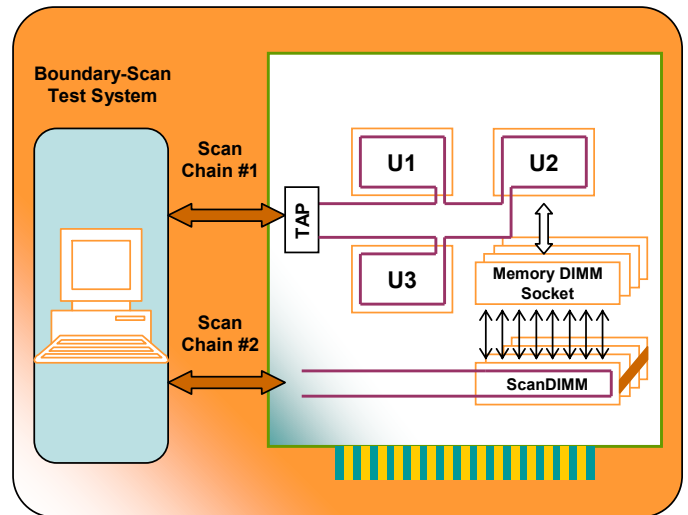 Boundary-Scan
Test System
Scan
Chain #1
TAP
U1
U2
U3
Memory DIMM
Socket
Scan
Chain #2
ScanDIMM